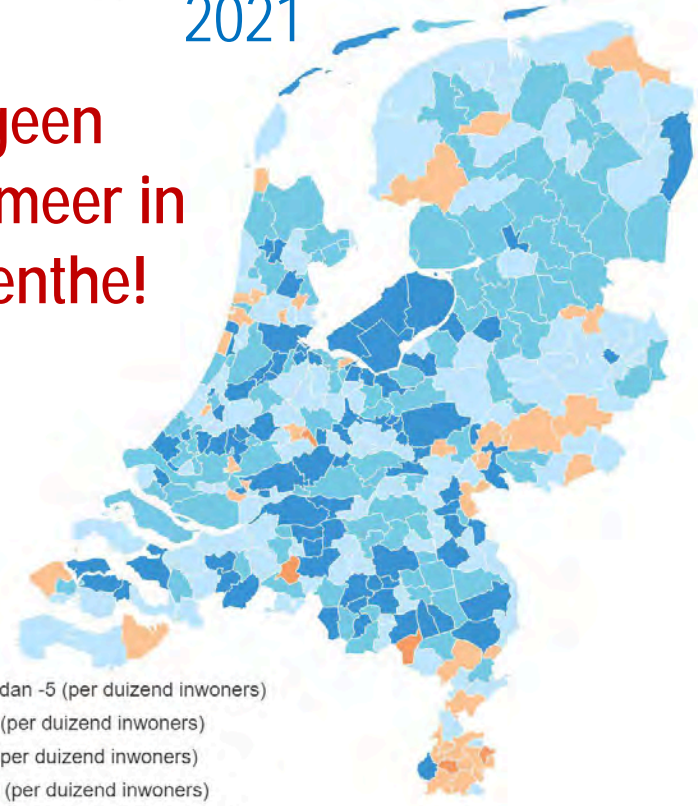 2021
geen
meer in
enthe!
dan -5 (per duizend inwoners)
(per duizend inwoners)
per duizend inwoners)
(per duizend inwoners)